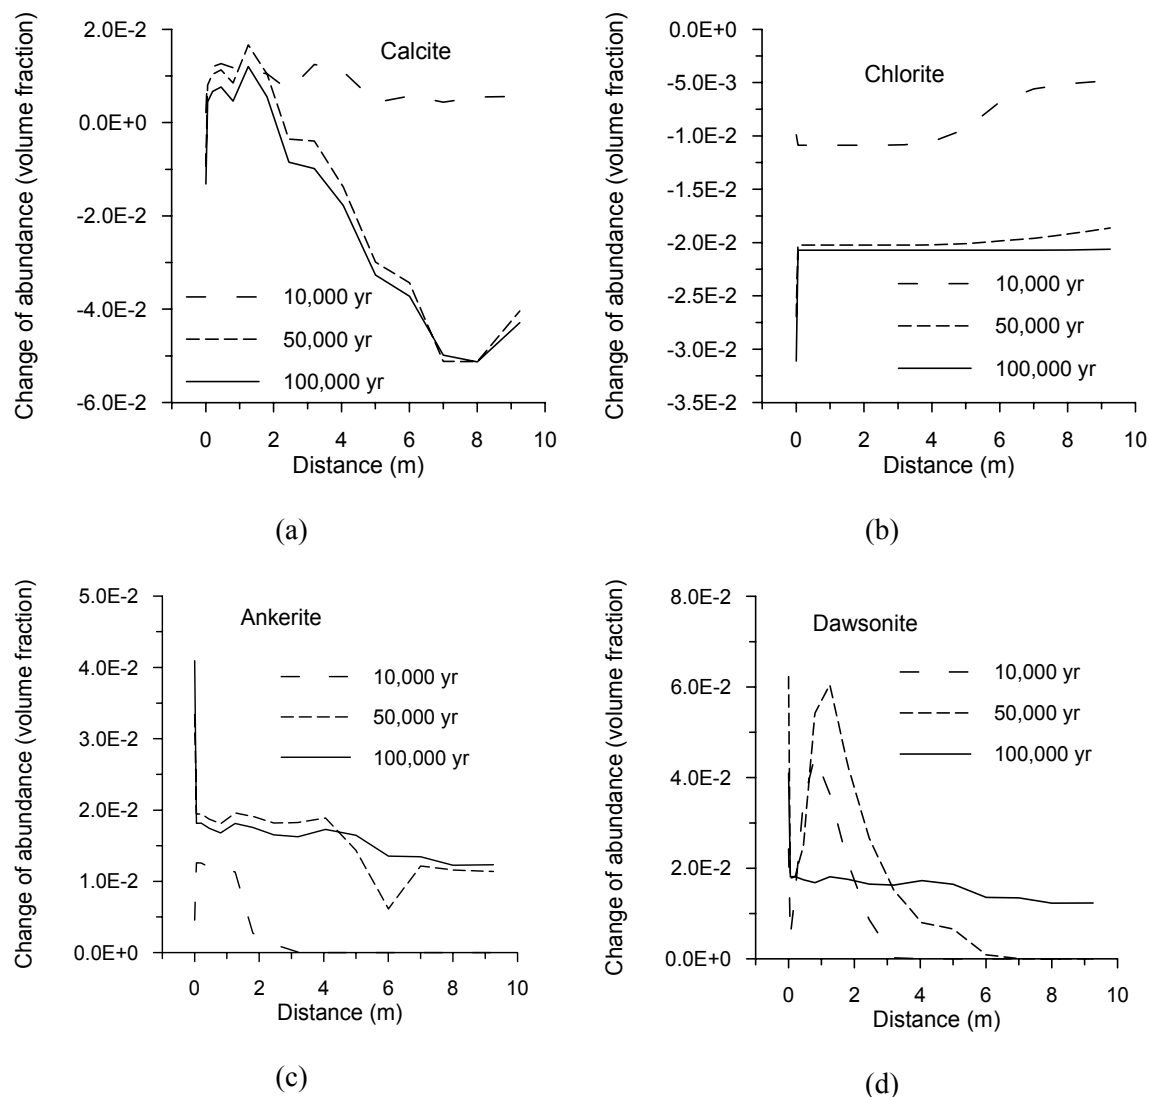 Calcite
Change of abundance (volume fraction)
2.0E-2
0.0E+0
-2.0E-2
-4.0E-2
-6.0E-2
10,000 yr
50,000 yr
100,000 yr
0 2 4 6 8 10
Distance (m)
(a)
Chlorite
Change of abundance (volume fraction)
0.0E+0
-5.0E-3
-1.0E-2
-1.5E-2
-2.0E-2
-2.5E-2
-3.0E-2
-3.5E-2
10,000 yr
50,000 yr
100,000 yr
0 2 4 6 8 10
Distance (m)
(b)
Ankerite
Change of abundance (volume fraction)
5.0E-2
4.0E-2
3.0E-2
2.0E-2
1.0E-2
0.0E+0
10,000 yr
50,000 yr
100,000 yr
0 2 4 6 8 10
Distance (m)
(c)
Dawsonite
Change of abundance (volume fraction)
8.0E-2
6.0E-2
4.0E-2
2.0E-2
0.0E+0
10,000 yr
50,000 yr
100,000 yr
0 2 4 6 8 10
Distance (m)
(d)